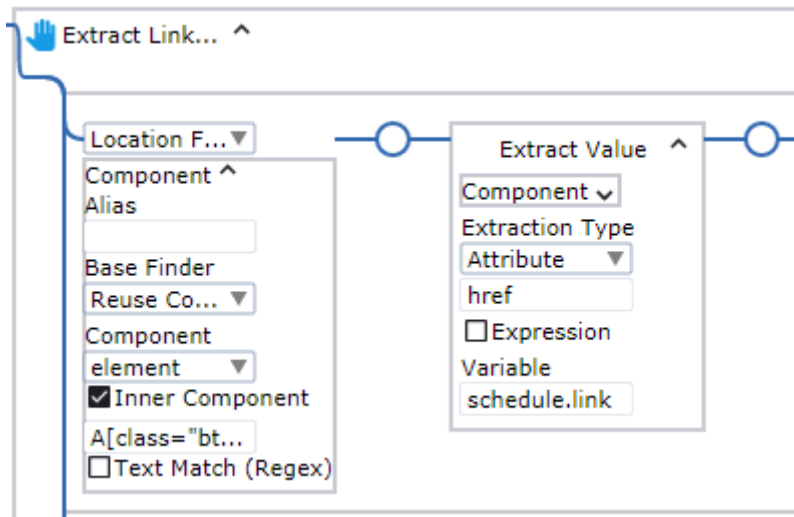 Extract Link...
Location F...
Component
Alias
Base Finder
Reuse Co...
Component
element
Inner Component
A[class="bt...
Text Match (Regex)
Extract Value
Component
Extraction Type
Attribute
href
Expression
Variable
schedule.link